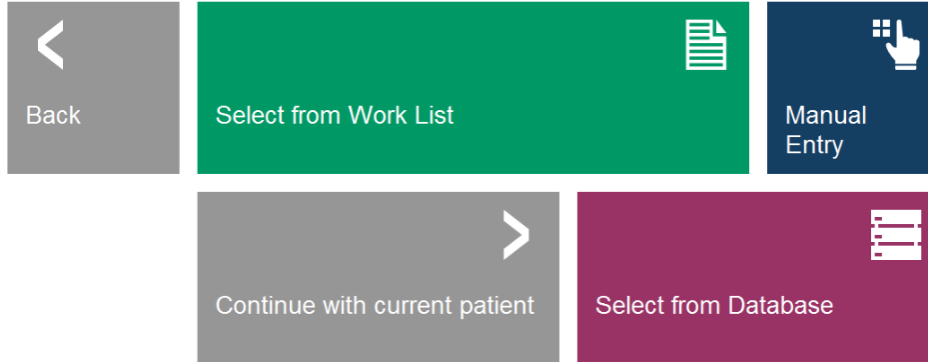 Back
Select from Work List
Manual
Entry
Continue with current patient
Select from Database